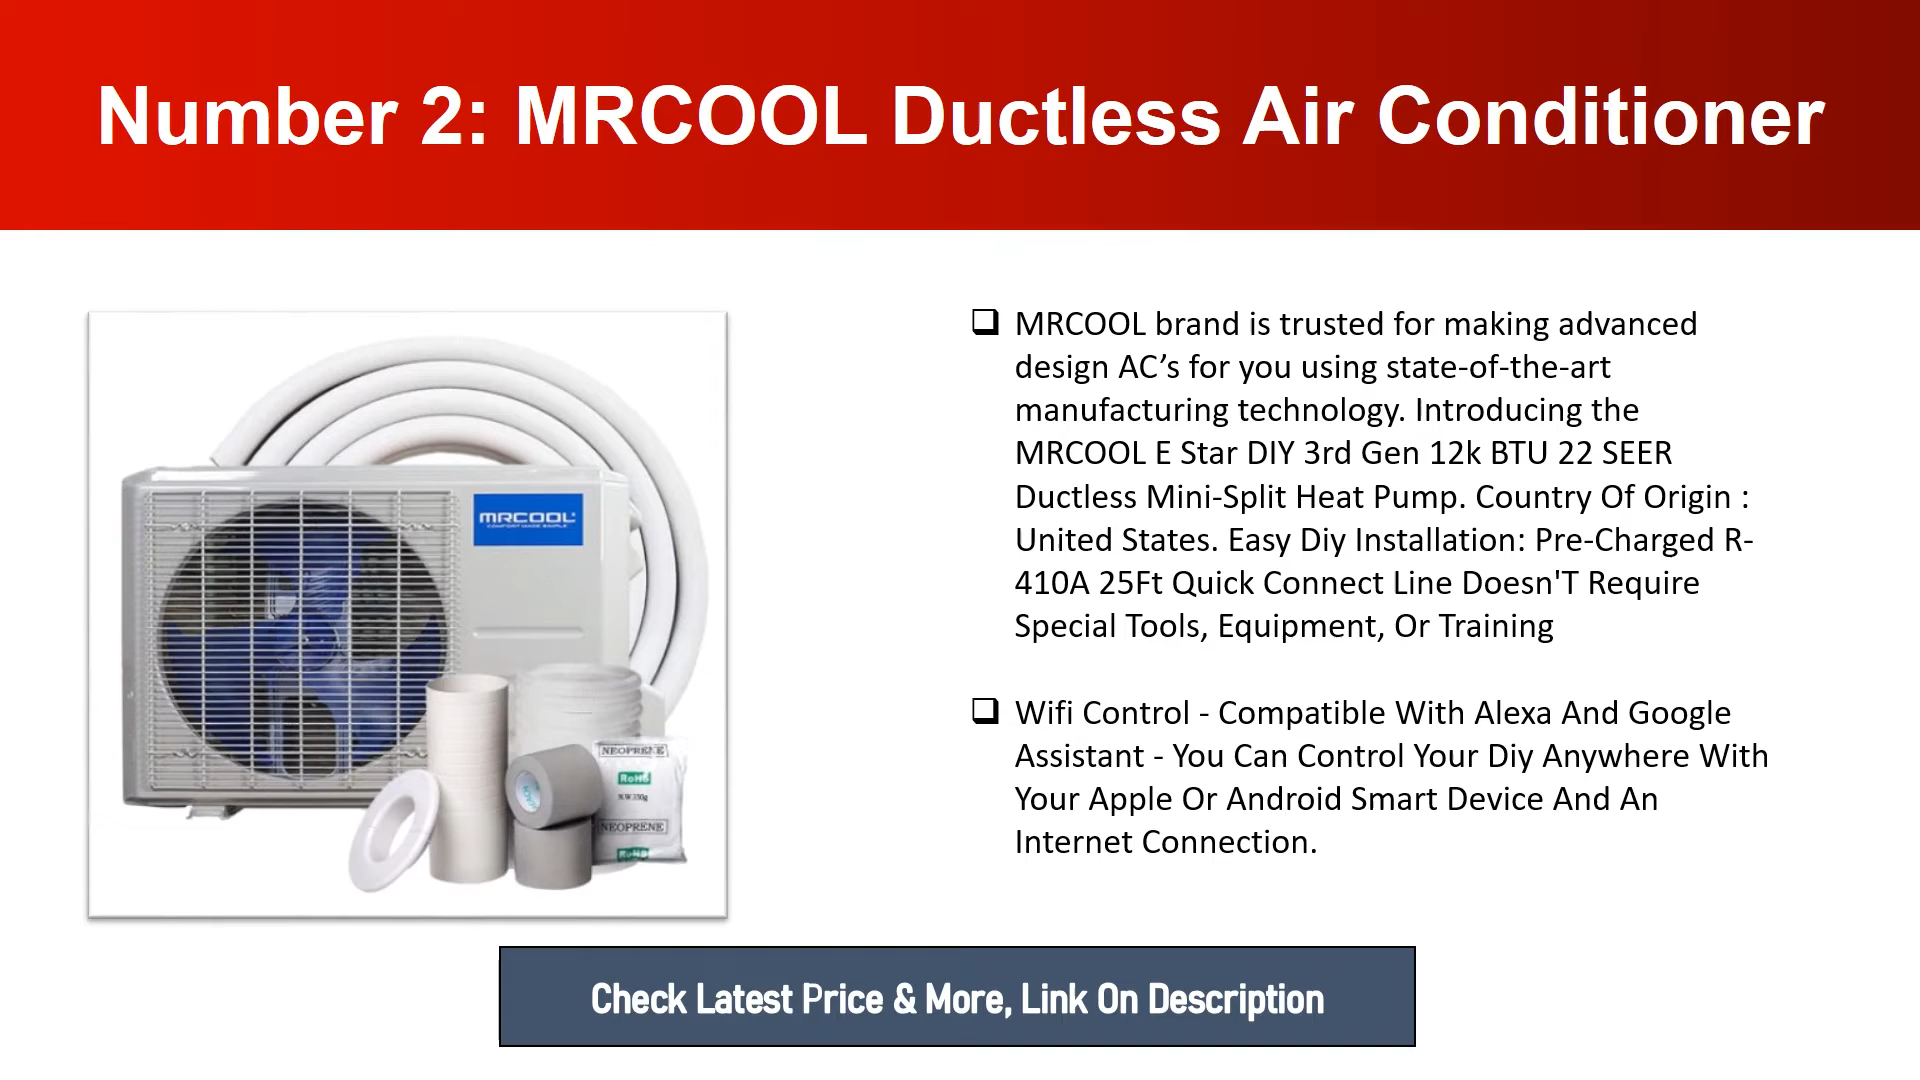 Number 2: MRCOOL Ductless Air Conditioner
MRCOOL
COMFORT MADE SIMPLE
NEOPRENE
RoHS
N.W.350g
NEOPRENE
RoHS
MRCOOL brand is trusted for making advanced
design AC’s for you using state-of-the-art
manufacturing technology. Introducing the
MRCOOL E Star DIY 3rd Gen 12k BTU 22 SEER
Ductless Mini-Split Heat Pump. Country Of Origin :
United States. Easy Diy Installation: Pre-Charged R-
410A 25Ft Quick Connect Line Doesn'T Require
Special Tools, Equipment, Or Training
Wifi Control - Compatible With Alexa And Google
Assistant - You Can Control Your Diy Anywhere With
Your Apple Or Android Smart Device And An
Internet Connection.
Check Latest Price & More, Link On Description